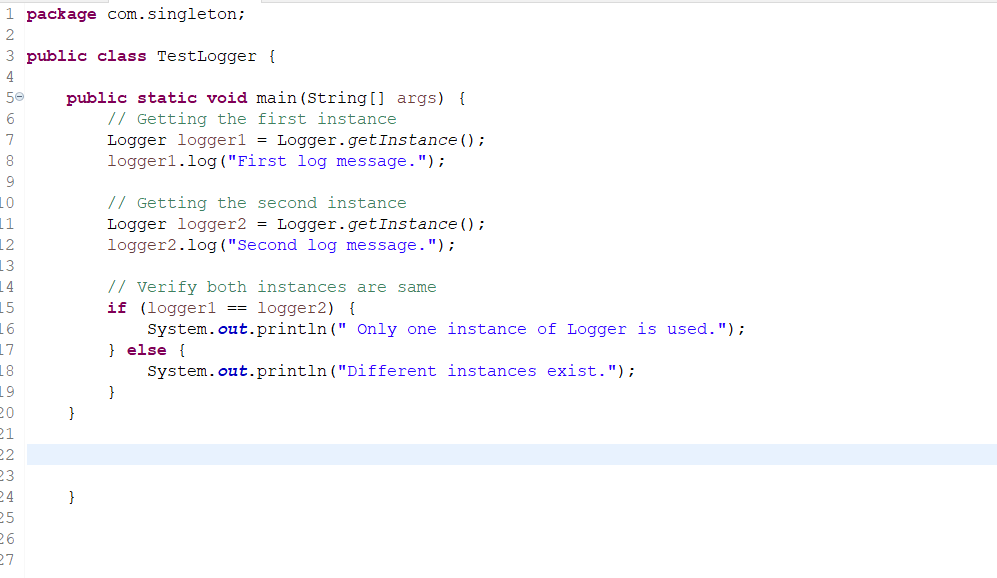 1 package com.singleton;
2
3 public class TestLogger {
4
5 public static void main(String[] args) {
6 // Getting the first instance
7 Logger logger1 = Logger.getInstance();
8 logger1.log("First log message.");
9
10 // Getting the second instance
11 Logger logger2 = Logger.getInstance();
12 logger2.log("Second log message.");
13
14 // Verify both instances are same
15 if (logger1 == logger2) {
16 System.out.println(" Only one instance of Logger is used.");
17 } else {
18 System.out.println("Different instances exist.");
19 }
20 }
21
22
23
24 }
25
26
27